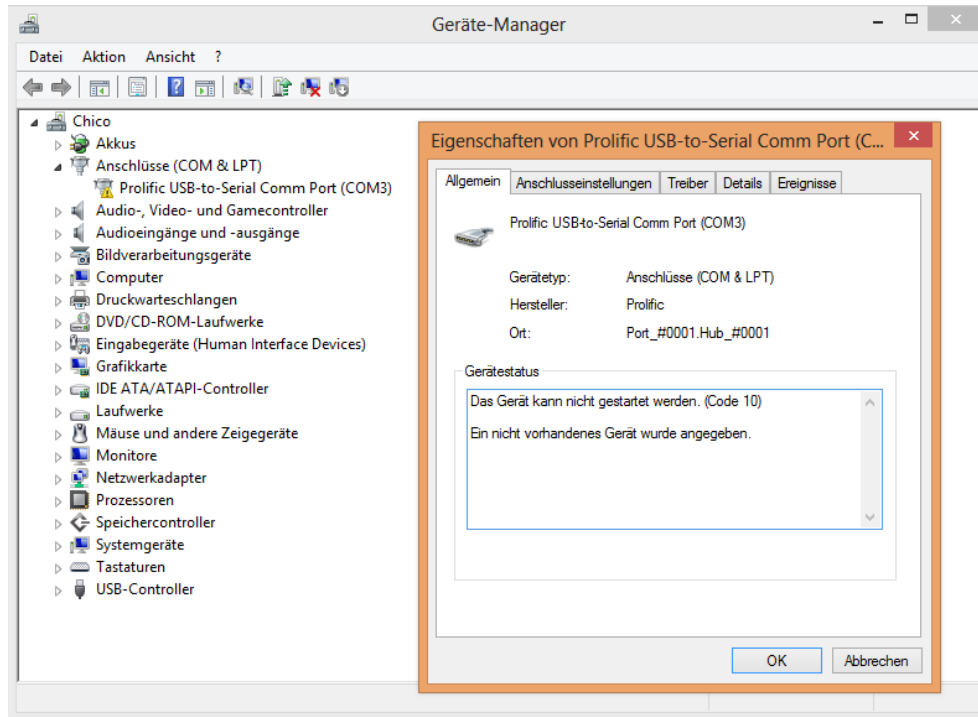 Geräte-Manager
Datei Aktion Ansicht ?
Chico
Akkus
Anschlüsse (COM & LPT)
Prolific USB-to-Serial Comm Port (COM3)
Audio-, Video- und Gamecontroller
Audioeingänge und -ausgänge
Bildverarbeitungsgeräte
Computer
Druckwarteschlangen
DVD/CD-ROM-Laufwerke
Eingabegeräte (Human Interface Devices)
Grafikkarte
IDE ATA/ATAPI-Controller
Laufwerke
Mäuse und andere Zeigegeräte
Monitore
Netzwerkadapter
Prozessoren
Speichercontroller
Systemgeräte
Tastaturen
USB-Controller
Eigenschaften von Prolific USB-to-Serial Comm Port (C...
Allgemein Anschlusseinstellungen Treiber Details Ereignisse
Prolific USB-to-Serial Comm Port (COM3)
Gerätetyp: Anschlüsse (COM & LPT)
Hersteller: Prolific
Ort: Port_#0001.Hub_#0001
Gerätestatus
Das Gerät kann nicht gestartet werden. (Code 10)
Ein nicht vorhandenes Gerät wurde angegeben.
OK Abbrechen